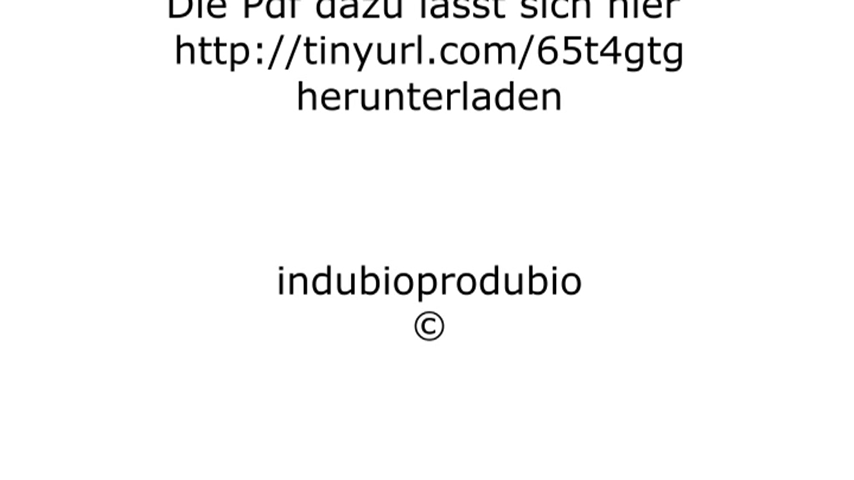 Die Pdf dazu lässt sich hier
http://tinyurl.com/65t4gtg
herunterladen
indubioprodubio
©